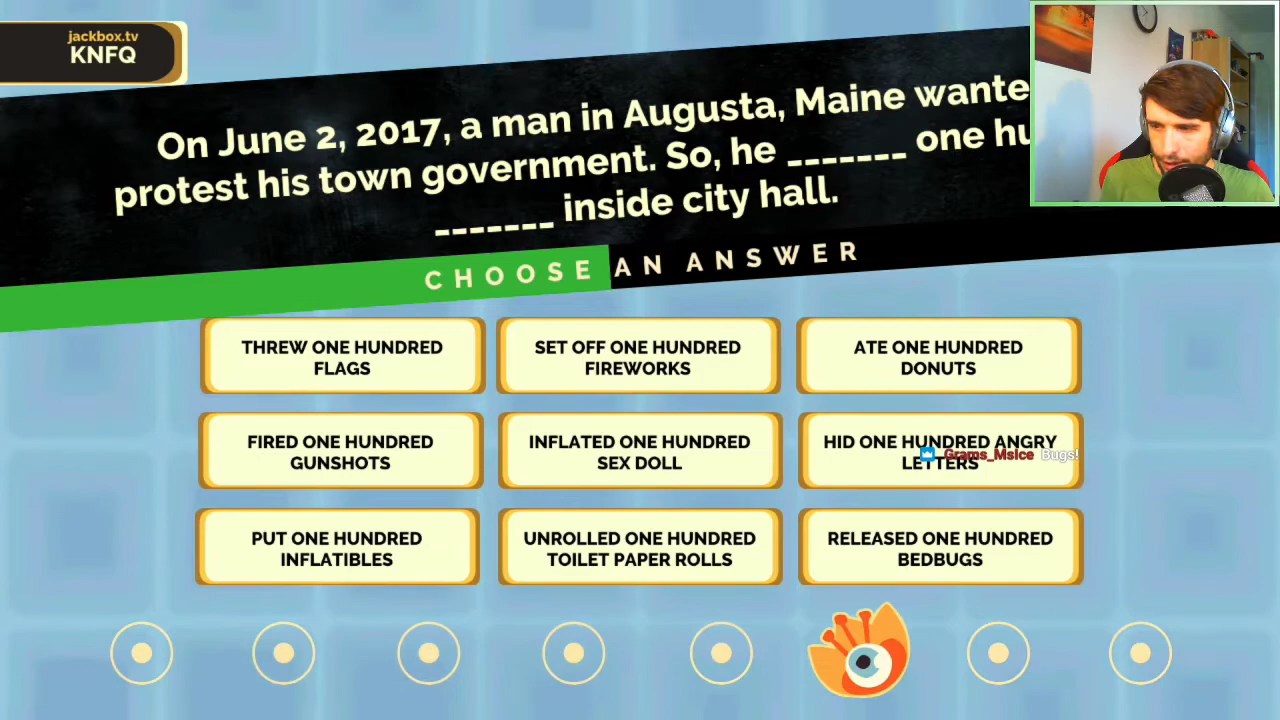 jackbox.tv
KNFQ
On June 2, 2017, a man in Augusta, Maine wante
protest his town government. So, he _______ one hu
_______ inside city hall.
CHOOSE AN ANSWER
THREW ONE HUNDRED
FLAGS
SET OFF ONE HUNDRED
FIREWORKS
ATE ONE HUNDRED
DONUTS
FIRED ONE HUNDRED
GUNSHOTS
INFLATED ONE HUNDRED
SEX DOLL
HID ONE HUNDRED ANGRY
LETTERS
Grams_MsIce Bugs!
PUT ONE HUNDRED
INFLATIBLES
UNROLLED ONE HUNDRED
TOILET PAPER ROLLS
RELEASED ONE HUNDRED
BEDBUGS